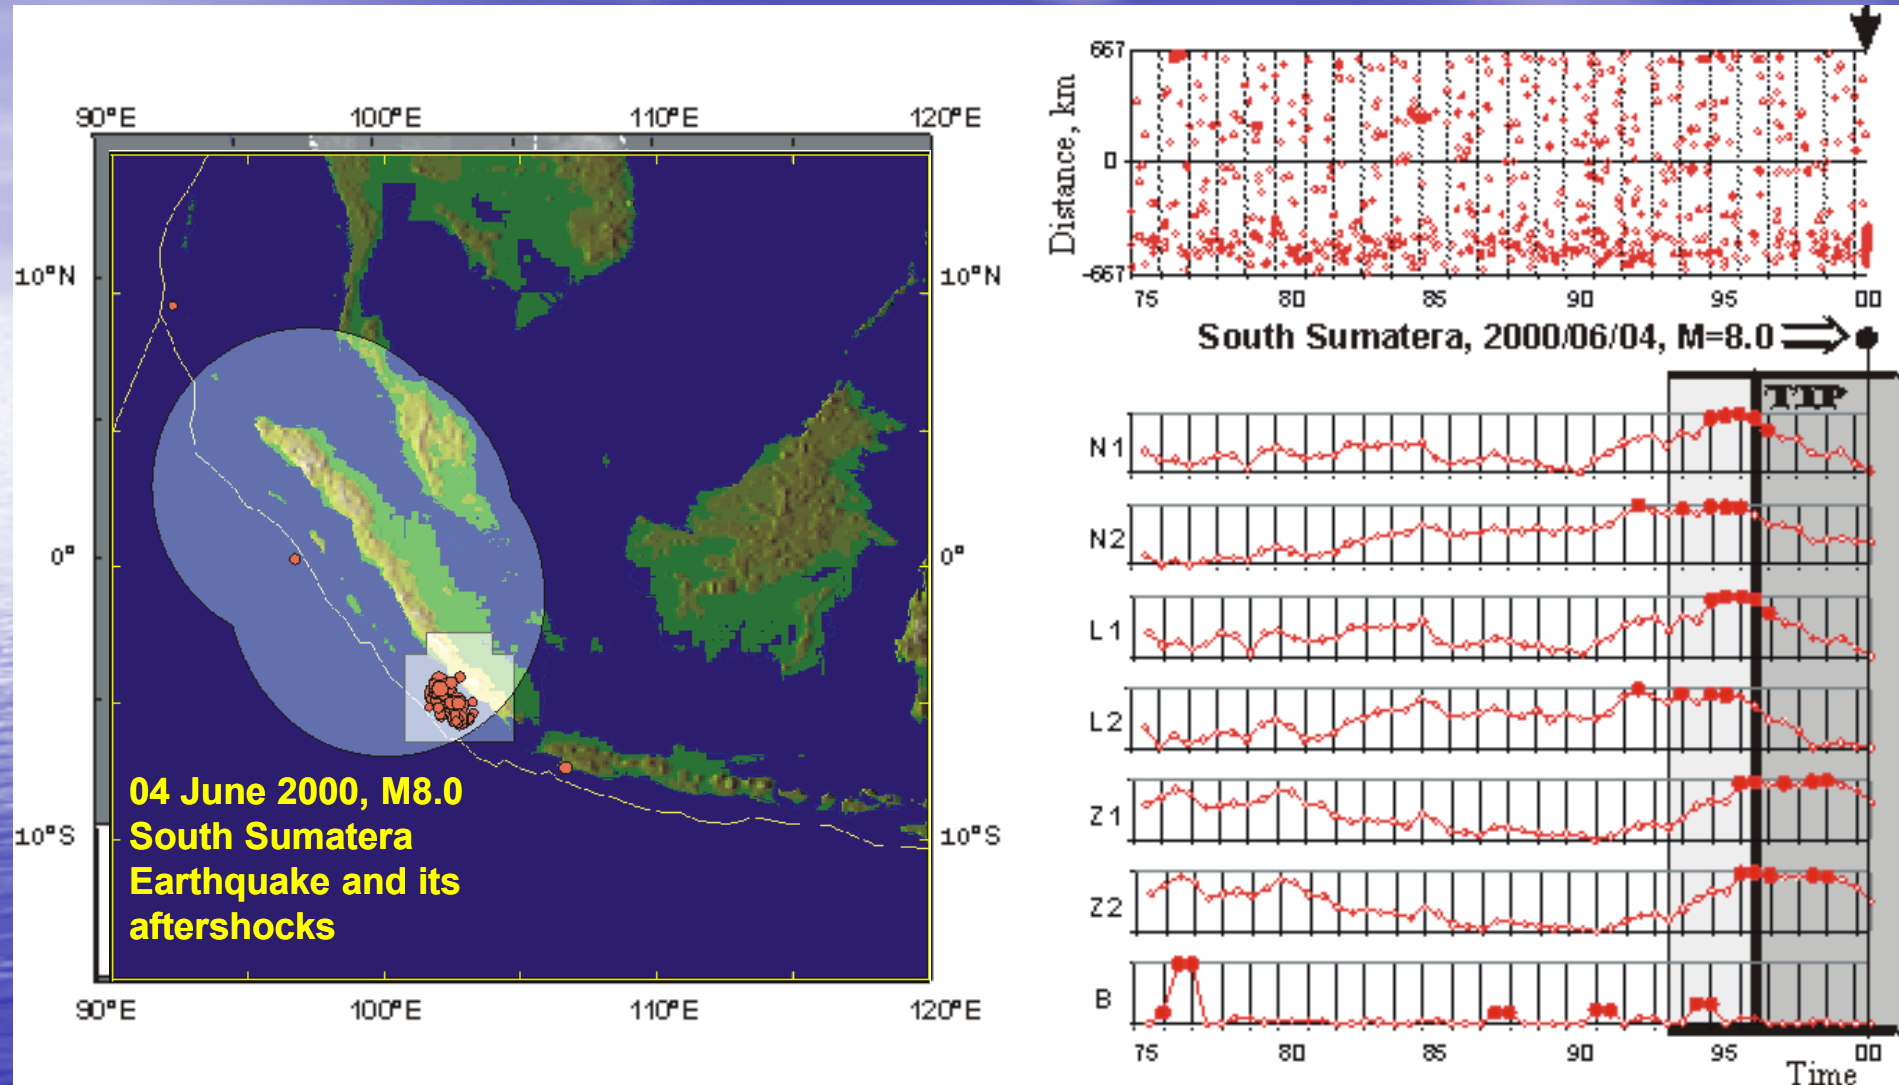 90°E 100°E 110°E 120°E
10°N 10°N
0° 0°
10°S 10°S
90°E 100°E 110°E 120°E
04 June 2000, M8.0
South Sumatera
Earthquake and its
aftershocks
Distance, km
667
0
-667
75 80 85 90 95 00
South Sumatera, 2000/06/04, M=8.0
TIP
N1
N2
L1
L2
Z1
Z2
B
75 80 85 90 95 00
Time